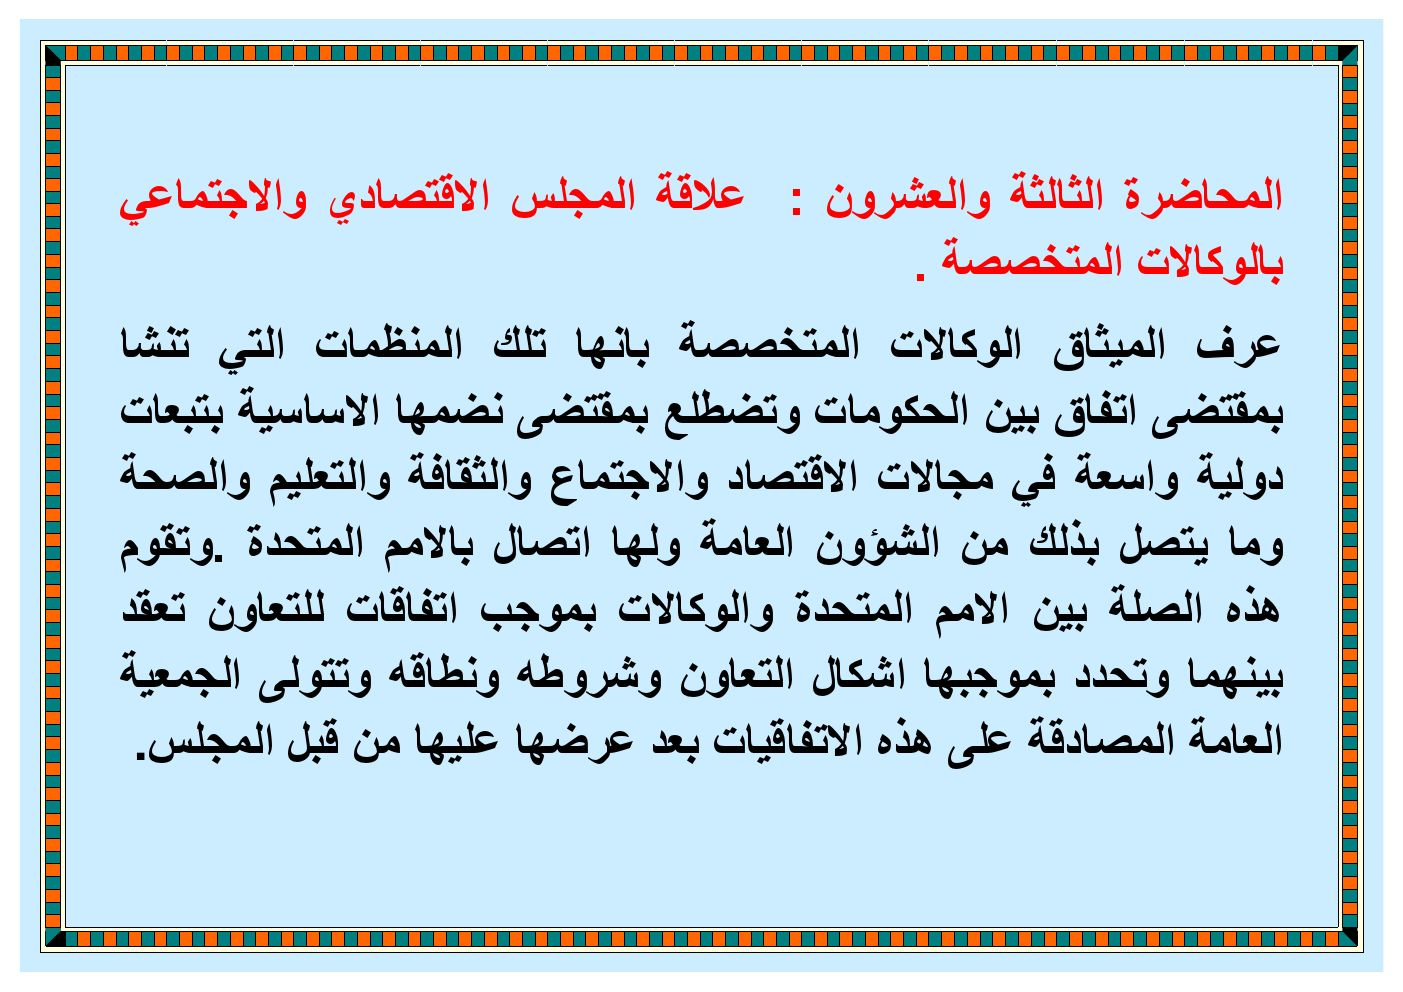 المحاضرة الثالثة والعشرون : علاقة المجلس الاقتصادي والاجتماعي
بالوكالات المتخصصة .
عرف الميثاق الوكالات المتخصصة بانها تلك المنظمات التي تنشا
بمقتضى اتفاق بين الحكومات وتضطلع بمقتضى نضمها الاساسية بتبعات
دولية واسعة في مجالات الاقتصاد والاجتماع والثقافة والتعليم والصحة
وما يتصل بذلك من الشؤون العامة ولها اتصال بالامم المتحدة .وتقوم
هذه الصلة بين الامم المتحدة والوكالات بموجب اتفاقات للتعاون تعقد
بينهما وتحدد بموجبها اشكال التعاون وشروطه ونطاقه وتتولى الجمعية
العامة المصادقة على هذه الاتفاقيات بعد عرضها عليها من قبل المجلس.